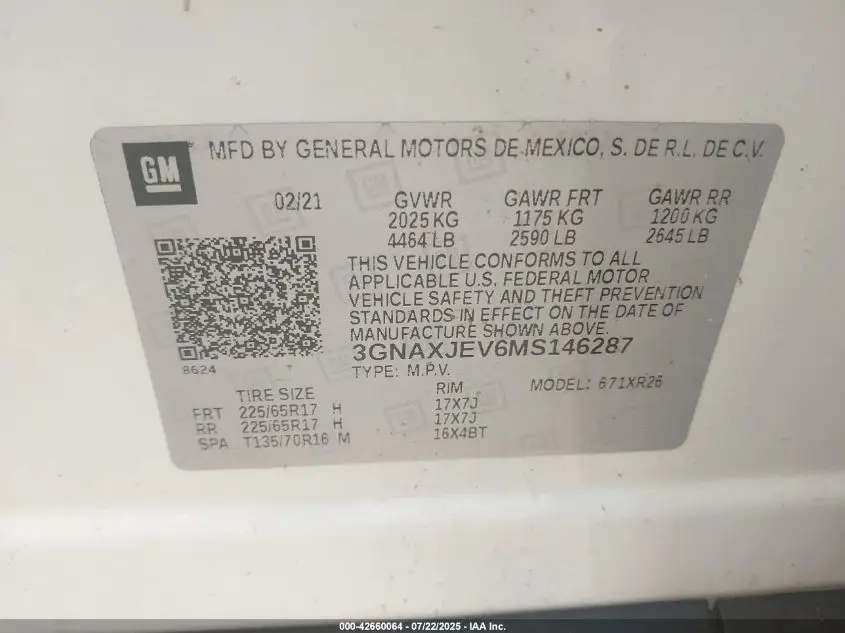 GM MFD BY GENERAL MOTORS DE MEXICO, S. DE R.L. DE C.V.
02/21 GVWR GAWR FRT GAWR RR
2025 KG 1175 KG 1200 KG
4464 LB 2590 LB 2645 LB
THIS VEHICLE CONFORMS TO ALL
APPLICABLE U.S. FEDERAL MOTOR
VEHICLE SAFETY AND THEFT PREVENTION
STANDARDS IN EFFECT ON THE DATE OF
MANUFACTURE SHOWN ABOVE.
3GNAXJEV6MS146287
8624 TYPE: M.P.V. MODEL: 671XR26
TIRE SIZE RIM
FRT 225/65R17 H 17X7J
RR 225/65R17 H 17X7J
SPA T135/70R16 M 16X4BT
000-42660064 - 07/22/2025 - IAA Inc.